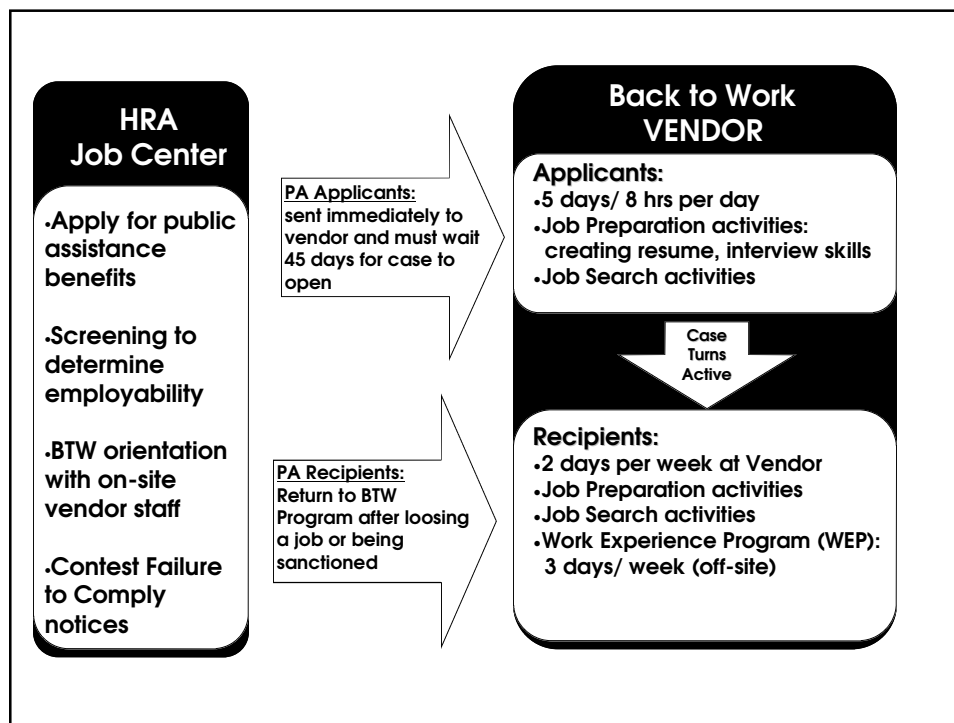 HRA
Job Center
•Apply for public
assistance
benefits
•Screening to
determine
employability
•BTW orientation
with on-site
vendor staff
•Contest Failure
to Comply
notices
PA Applicants:
sent immediately to
vendor and must wait
45 days for case to
open
PA Recipients:
Return to BTW
Program after loosing
a job or being
sanctioned
Back to Work
VENDOR
Applicants:
•5 days/ 8 hrs per day
•Job Preparation activities:
creating resume, interview skills
•Job Search activities
Case
Turns
Active
Recipients:
•2 days per week at Vendor
•Job Preparation activities
•Job Search activities
•Work Experience Program (WEP):
3 days/ week (off-site)